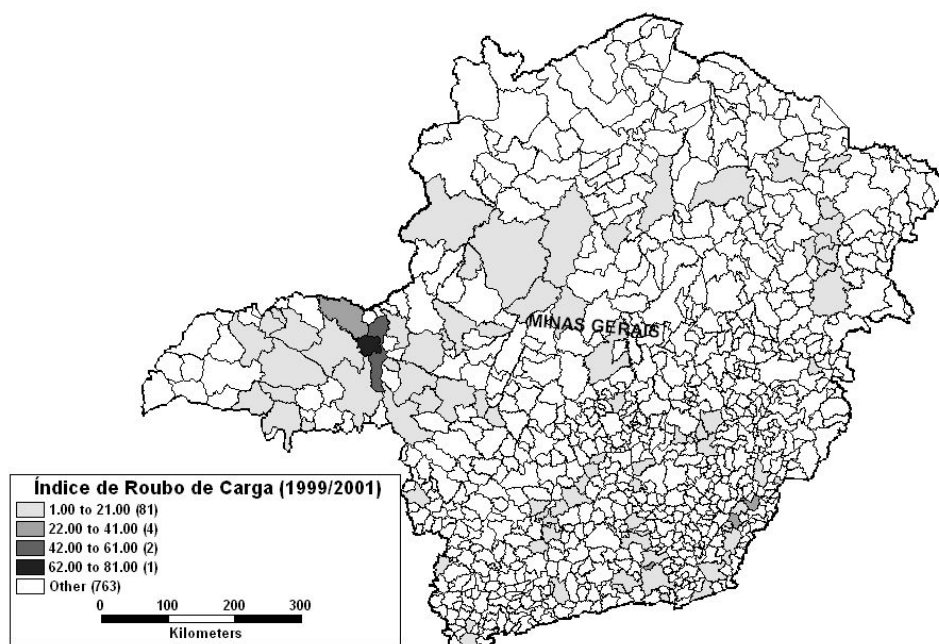 MINAS GERAIS
Índice de Roubo de Carga (1999/2001)
1.00 to 21.00 (81)
22.00 to 41.00 (4)
42.00 to 61.00 (2)
62.00 to 81.00 (1)
Other (763)
0 100 200 300
Kilometers